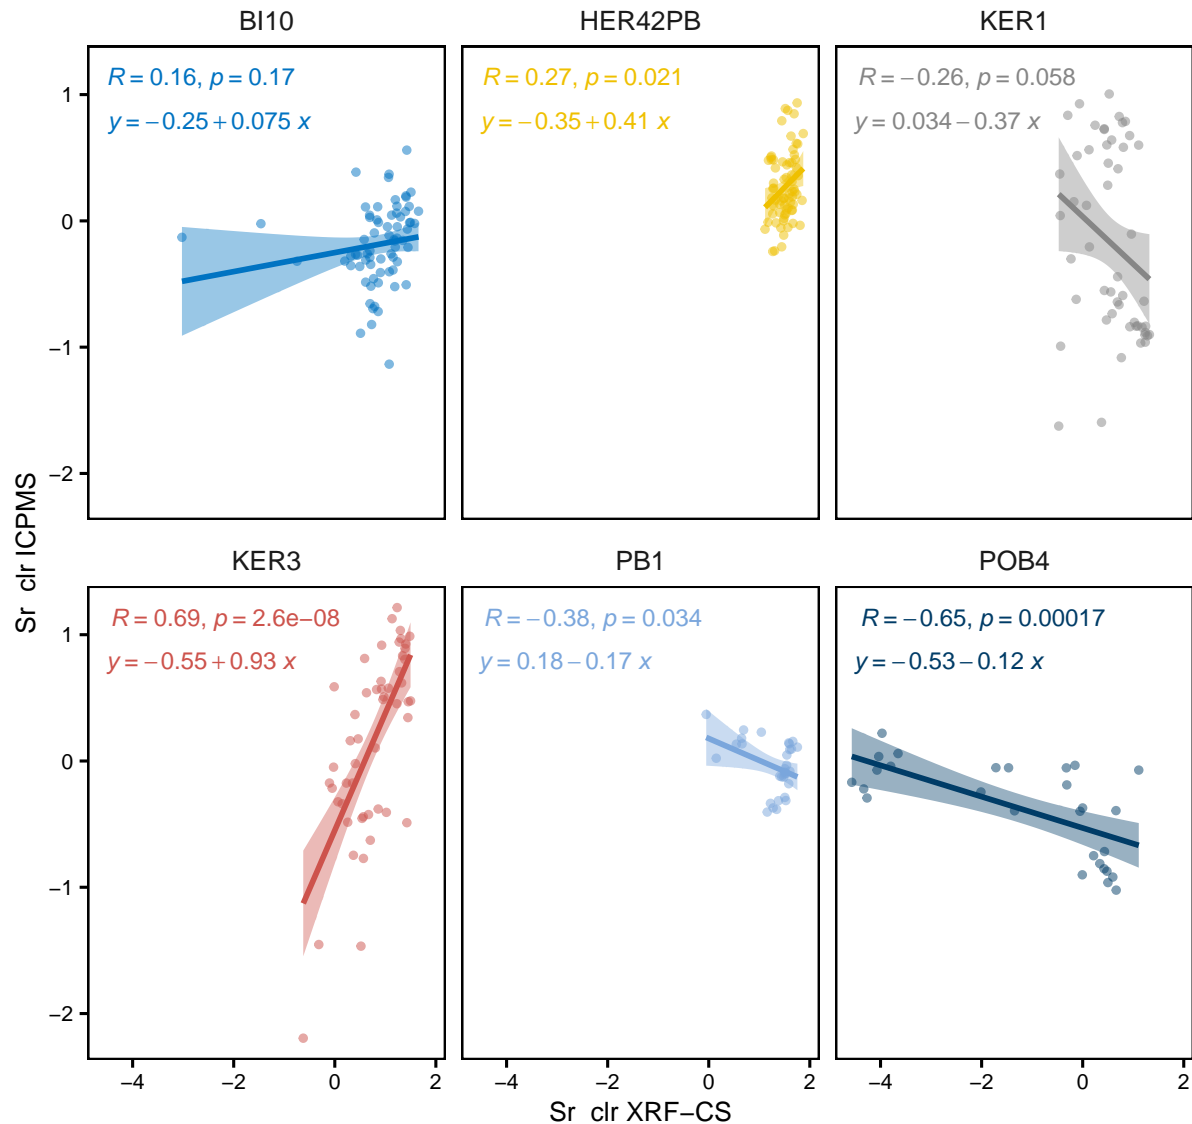 BI10 HER42PB KER1
R = 0.16, p = 0.17 R = 0.27, p = 0.021 R = −0.26, p = 0.058
y = −0.25 + 0.075 x y = −0.35 + 0.41 x y = 0.034 − 0.37 x
1
0
−1
−2
Sr clr ICPMS
KER3 PB1 POB4
R = 0.69, p = 2.6e−08 R = −0.38, p = 0.034 R = −0.65, p = 0.00017
y = −0.55 + 0.93 x y = 0.18 − 0.17 x y = −0.53 − 0.12 x
1
0
−1
−2
−4 −2 0 2 −4 −2 0 2 −4 −2 0 2
Sr clr XRF−CS